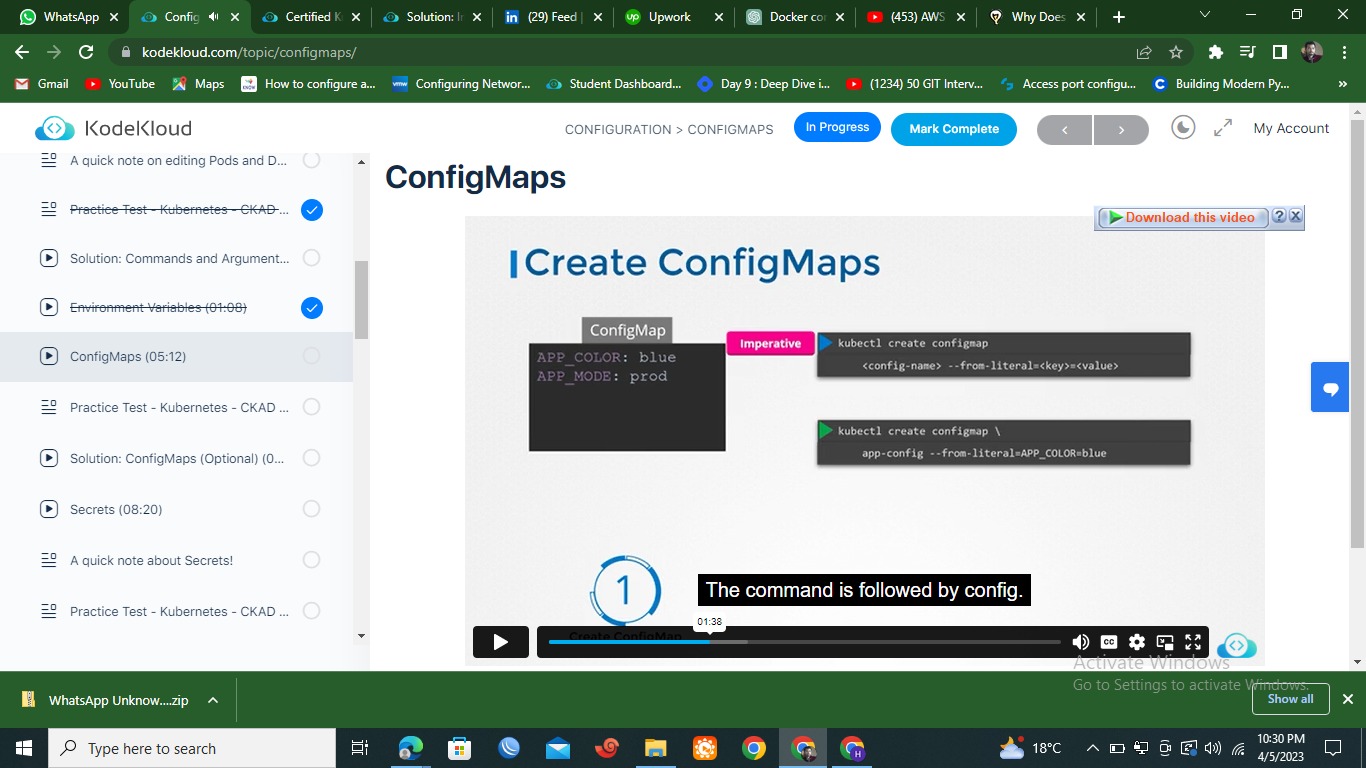 WhatsApp
Config
Certified K
Solution: I
(29) Feed |
Upwork
Docker co
(453) AWS
Why Does
kodekloud.com/topic/configmaps/
Gmail
YouTube
Maps
How to configure a...
Configuring Networ...
Student Dashboard...
Day 9 : Deep Dive i...
(1234) 50 GIT Interv...
Access port configu...
Building Modern Py...
»
KodeKloud
CONFIGURATION > CONFIGMAPS
In Progress
Mark Complete
My Account
A quick note on editing Pods and D...
Practice Test - Kubernetes - CKAD ...
Solution: Commands and Argument...
Environment Variables (01:08)
ConfigMaps (05:12)
Practice Test - Kubernetes - CKAD ...
Solution: ConfigMaps (Optional) (0...
Secrets (08:20)
A quick note about Secrets!
Practice Test - Kubernetes - CKAD ...
ConfigMaps
Download this video
Create ConfigMaps
ConfigMap
APP_COLOR: blue
APP_MODE: prod
Imperative
kubectl create configmap
<config-name> --from-literal=<key>=<value>
kubectl create configmap \
app-config --from-literal=APP_COLOR=blue
1
The command is followed by config.
01:38
Create ConfigMap
CC
Activate Windows
Go to Settings to activate Windows.
WhatsApp Unknow....zip
Show all
Type here to search
18°C
10:30 PM
4/5/2023